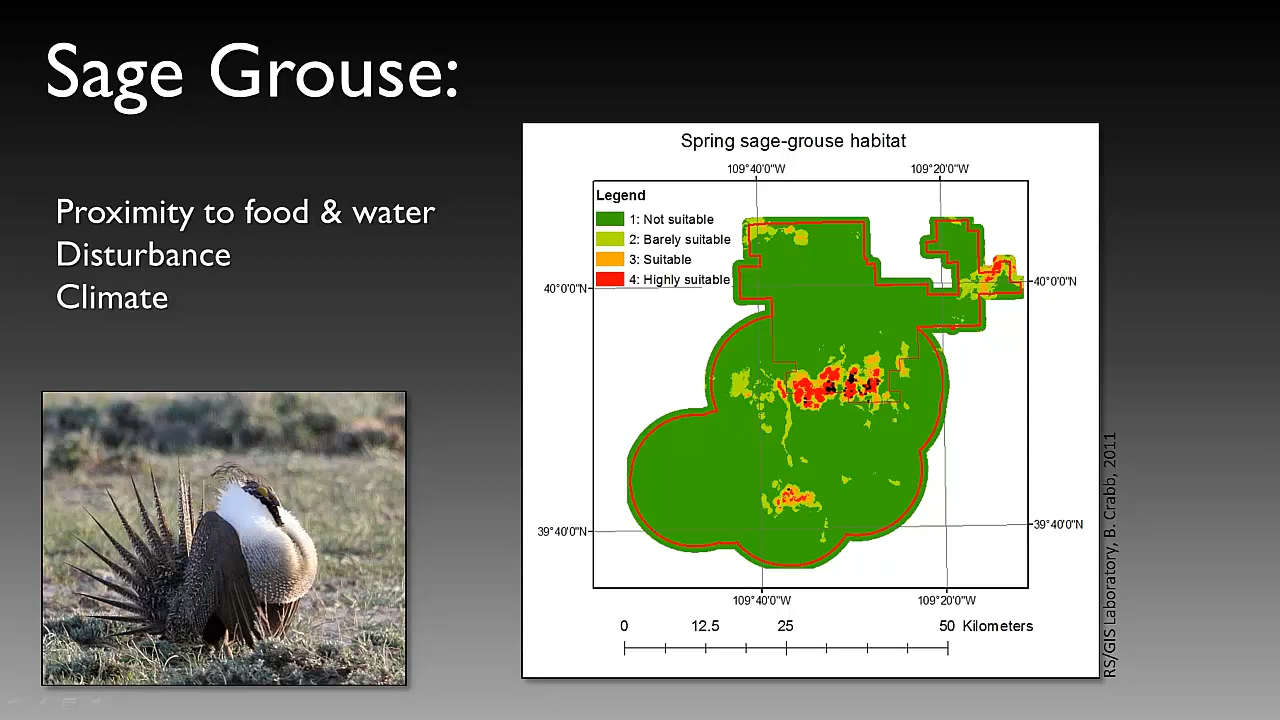 Sage Grouse:
Proximity to food & water
Disturbance
Climate
Spring sage-grouse habitat
109°40'0"W 109°20'0"W
Legend
1: Not suitable
2: Barely suitable
3: Suitable
4: Highly suitable
40°0'0"N 40°0'0"N
39°40'0"N 39°40'0"N
109°40'0"W 109°20'0"W
0 12.5 25 50 Kilometers
RS/GIS Laboratory, B. Crabb, 2011